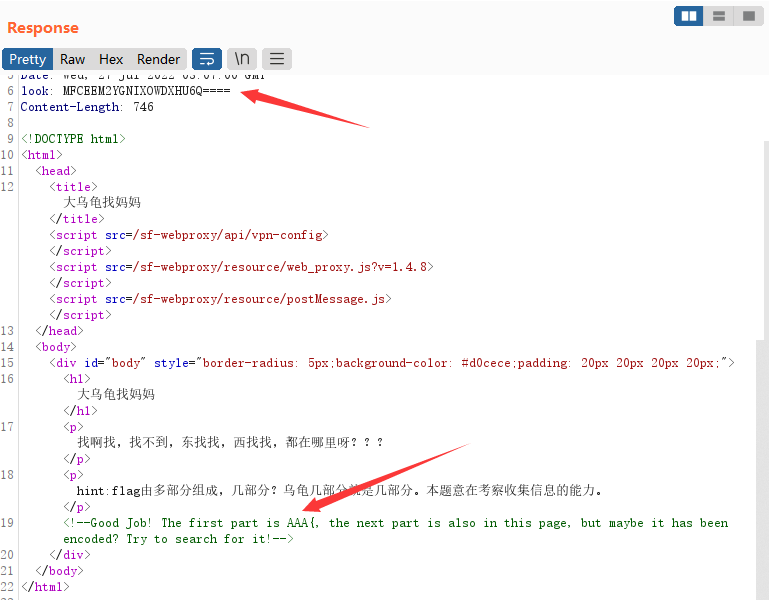 Response
Pretty Raw Hex Render \n
5 Date: Wed, 27 Jul 2022 03:07:00 GMT
6 look: MFCEEM2YGNIXOWDXHU6Q====
7 Content-Length: 746
8
9 <!DOCTYPE html>
10 <html>
11 <head>
12 <title>
大乌龟找妈妈
</title>
<script src=/sf-webproxy/api/vpn-config>
</script>
<script src=/sf-webproxy/resource/web_proxy.js?v=1.4.8>
</script>
<script src=/sf-webproxy/resource/postMessage.js>
</script>
13 </head>
14 <body>
15 <div id="body" style="border-radius: 5px;background-color: #d0cece;padding: 20px 20px 20px 20px;">
16 <h1>
大乌龟找妈妈
</h1>
17 <p>
找啊找，找不到，东找找，西找找，都在哪里呀？？？
</p>
18 <p>
hint:flag由多部分组成，几部分？乌龟几部分就是几部分。本题意在考察收集信息的能力。
</p>
19 <!--Good Job! The first part is AAA{, the next part is also in this page, but maybe it has been
encoded? Try to search for it!-->
20 </div>
21 </body>
22 </html>